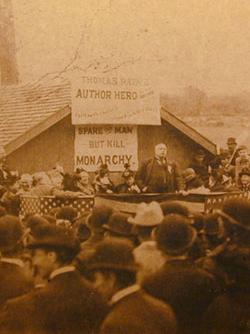 THOMAS PAINE
AUTHOR HERO
SPARE THE MAN
BUT KILL
MONARCHY.